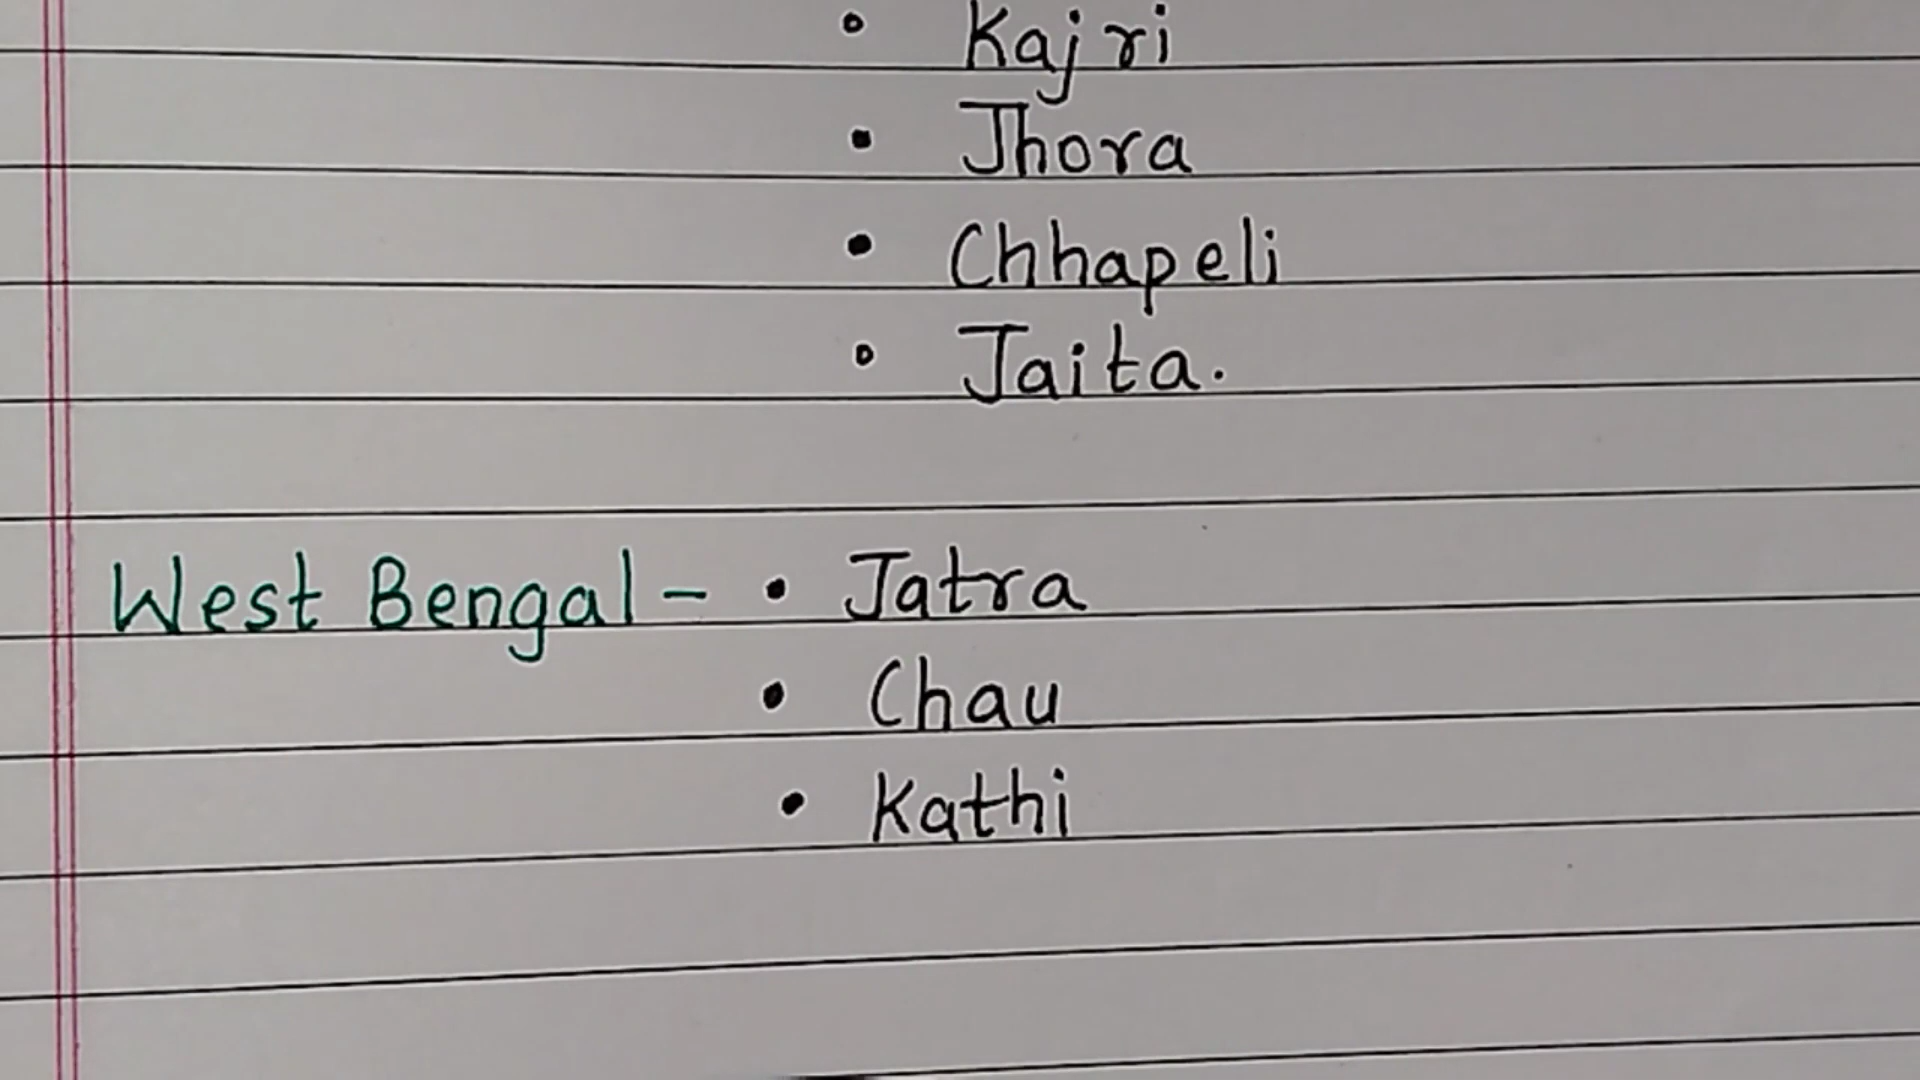 • Kajri
• Jhora
• Chhapeli
• Jaita.
West Bengal - • Jatra
• Chau
• Kathi